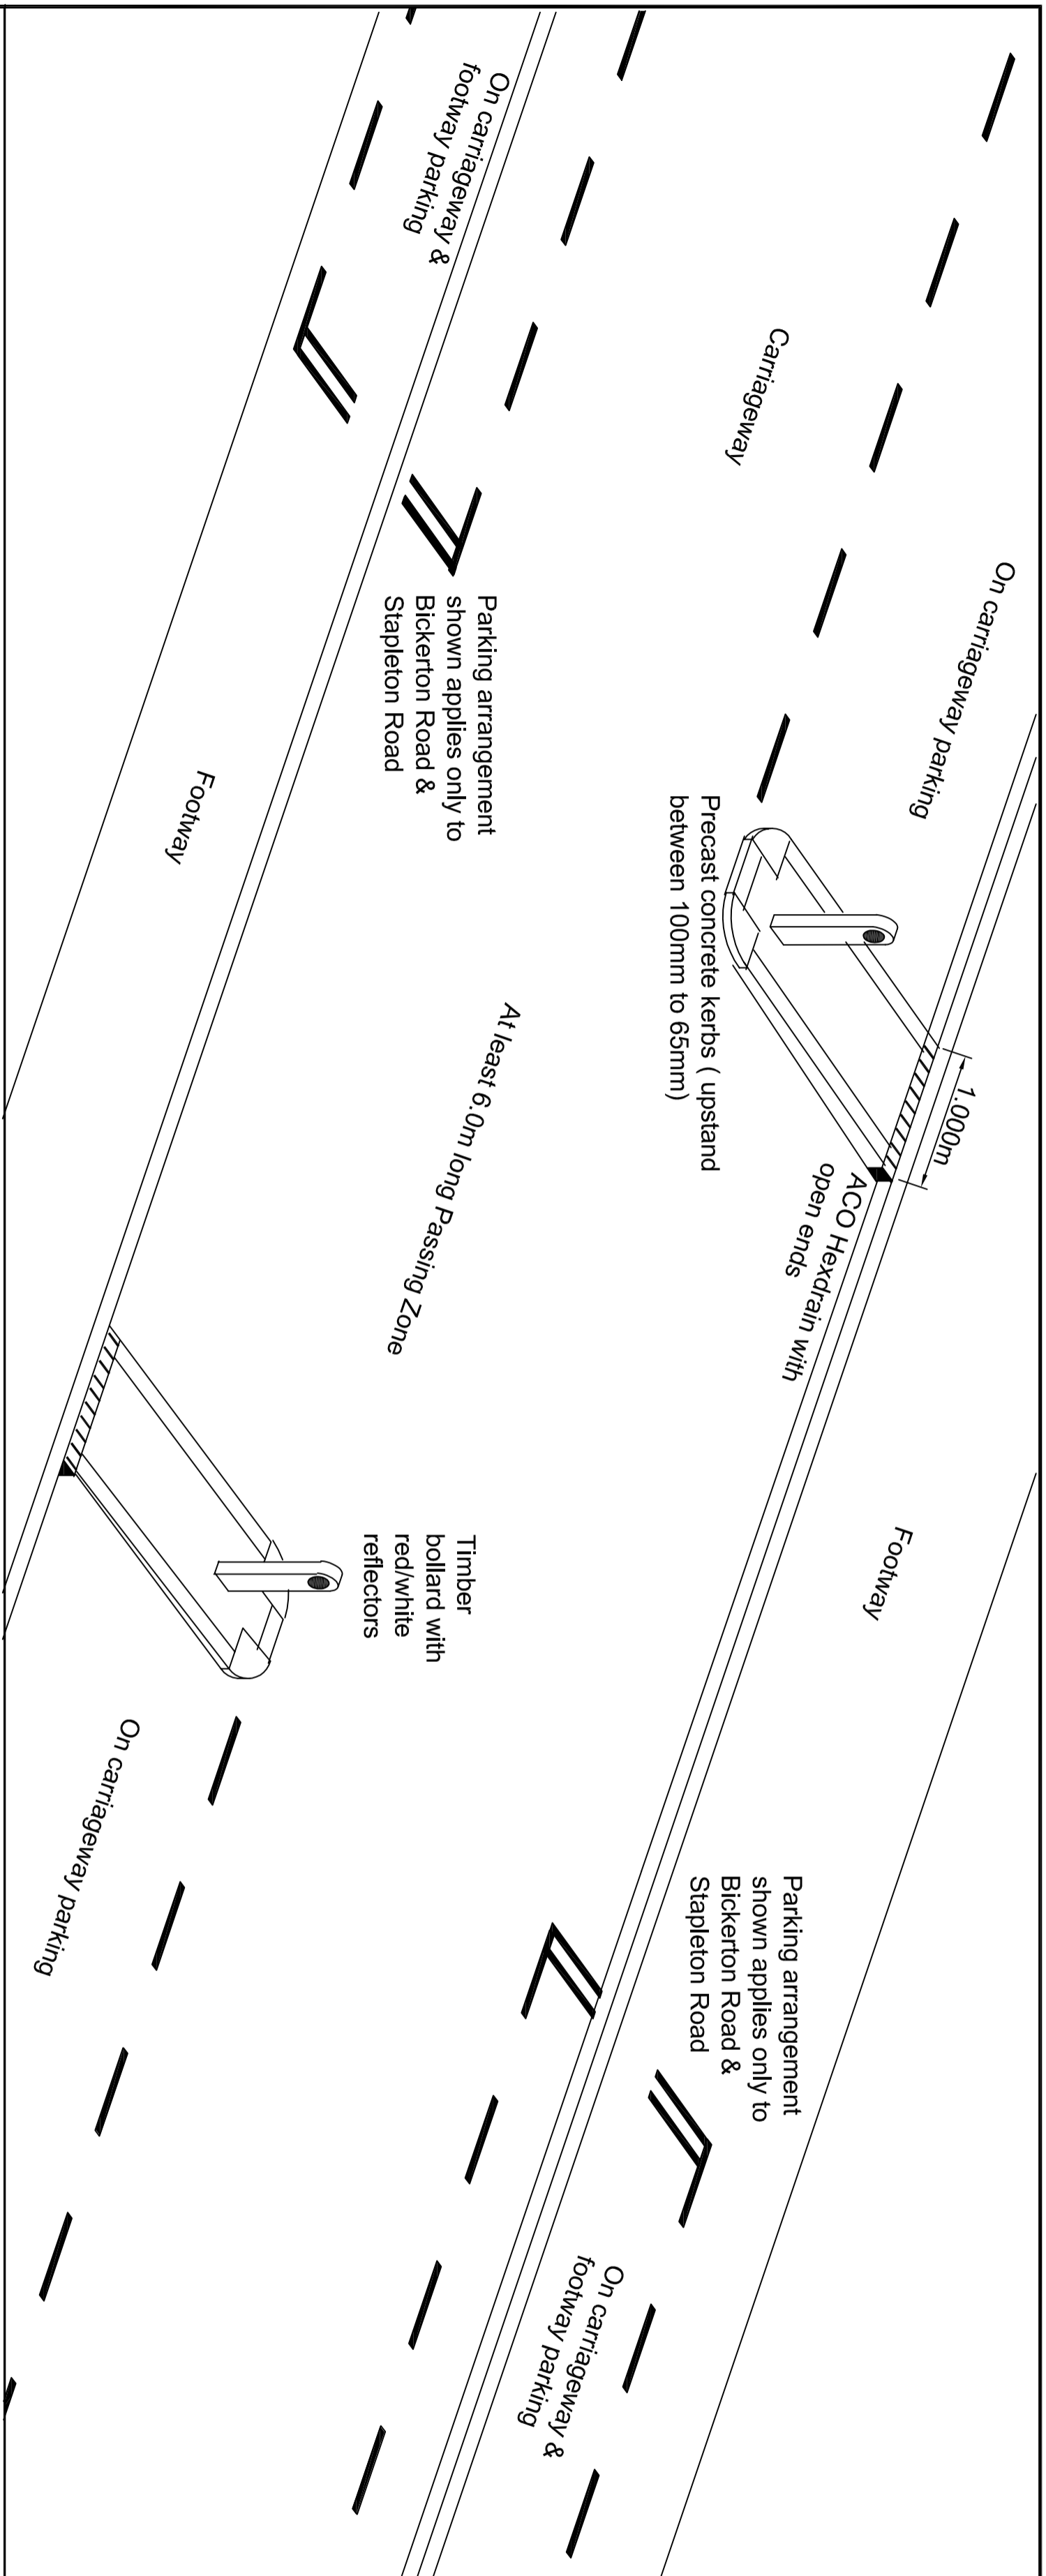 On carriageway &
footway parking
Carriageway
On carriageway parking
Parking arrangement
shown applies only to
Bickerton Road &
Stapleton Road
Precast concrete kerbs ( upstand
between 100mm to 65mm)
1.000m
ACO Hexdrain with
open ends
Footway
At least 6.0m long Passing Zone
Footway
Timber
bollard with
red/white
reflectors
On carriageway parking
Parking arrangement
shown applies only to
Bickerton Road &
Stapleton Road
On carriageway &
footway parking